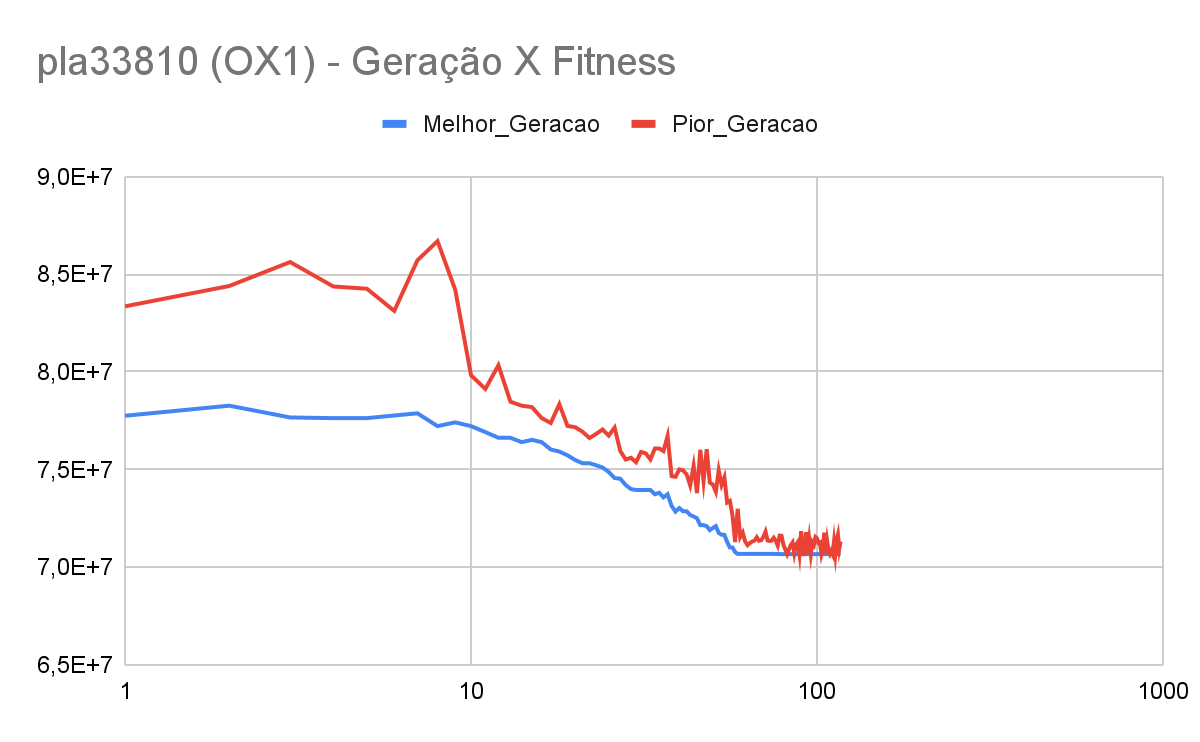 pla33810 (OX1) - Geração X Fitness
Melhor_Geracao Pior_Geracao
9,0E+7
8,5E+7
8,0E+7
7,5E+7
7,0E+7
6,5E+7
1 10 100 1000